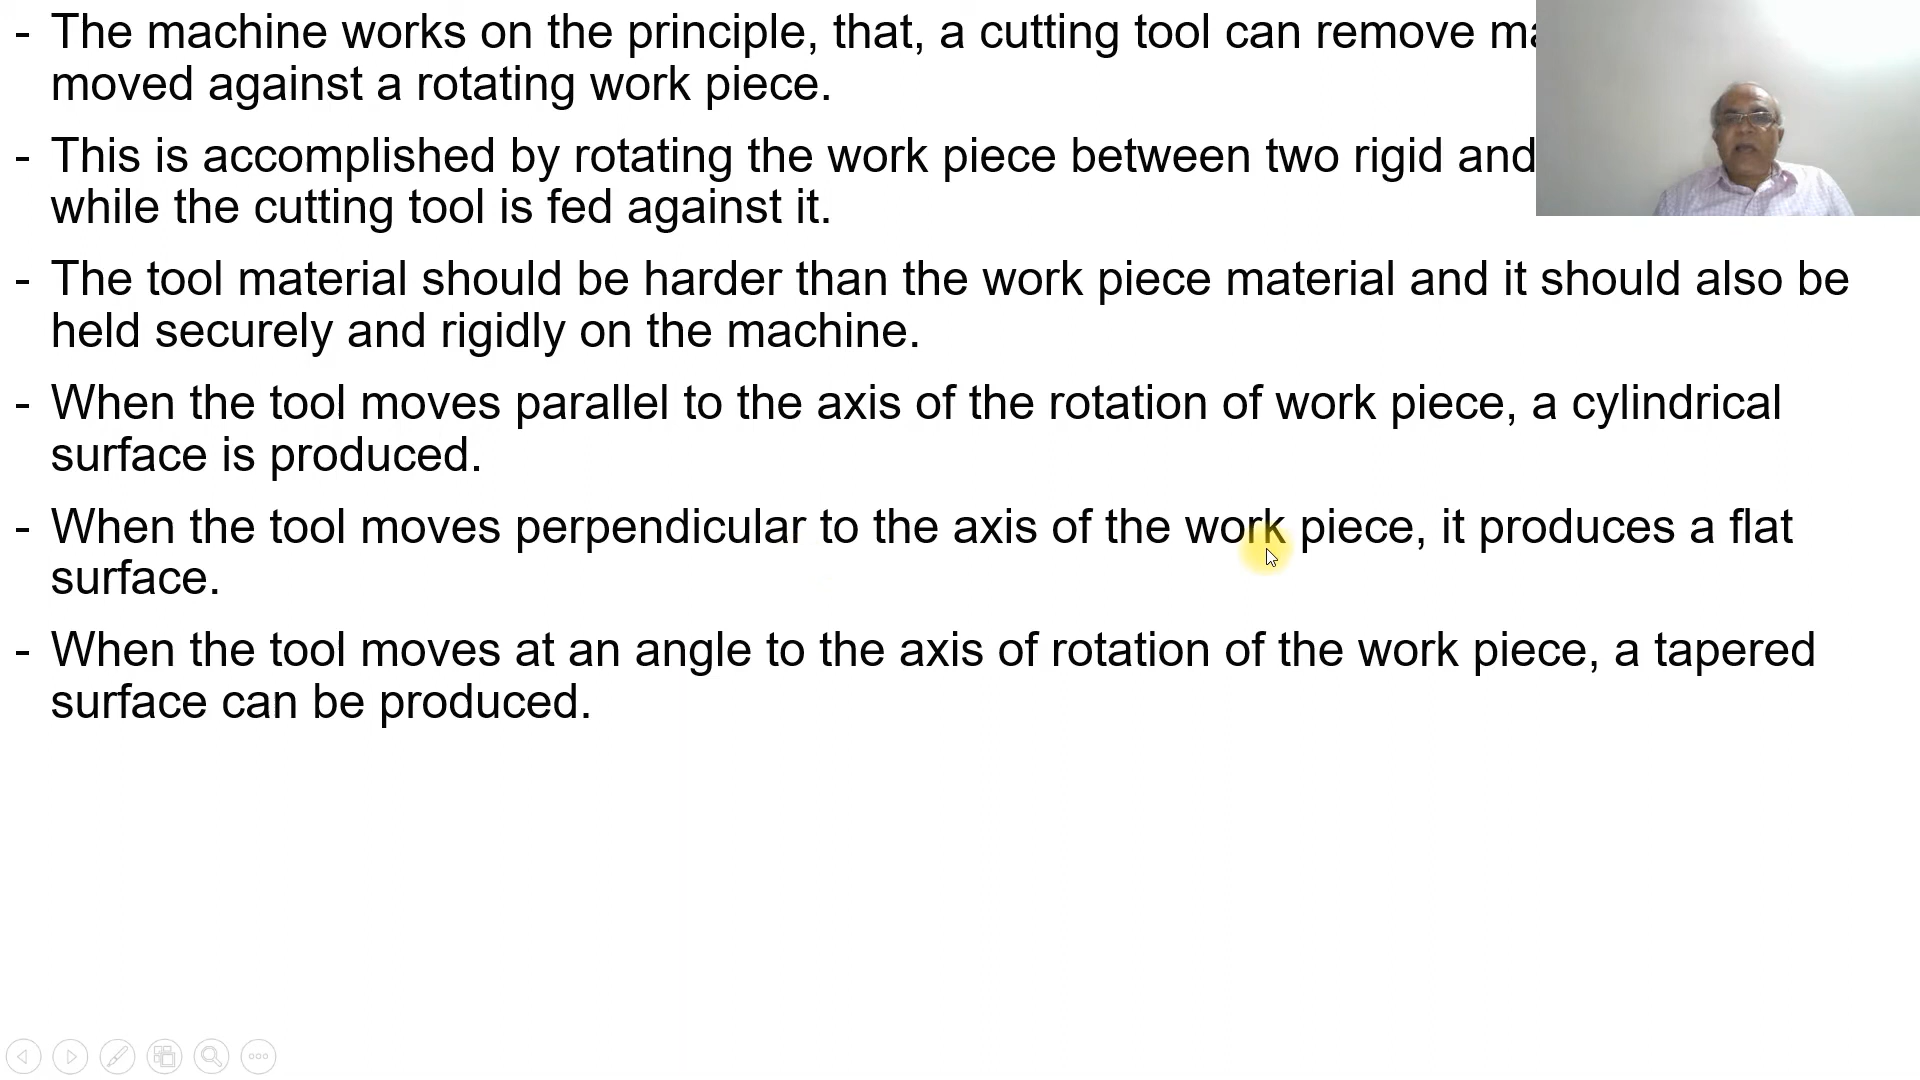 - The machine works on the principle, that, a cutting tool can remove
moved against a rotating work piece.
- This is accomplished by rotating the work piece between two rigid and
while the cutting tool is fed against it.
- The tool material should be harder than the work piece material and it should also be
held securely and rigidly on the machine.
- When the tool moves parallel to the axis of the rotation of work piece, a cylindrical
surface is produced.
- When the tool moves perpendicular to the axis of the work piece, it produces a flat
surface.
- When the tool moves at an angle to the axis of rotation of the work piece, a tapered
surface can be produced.